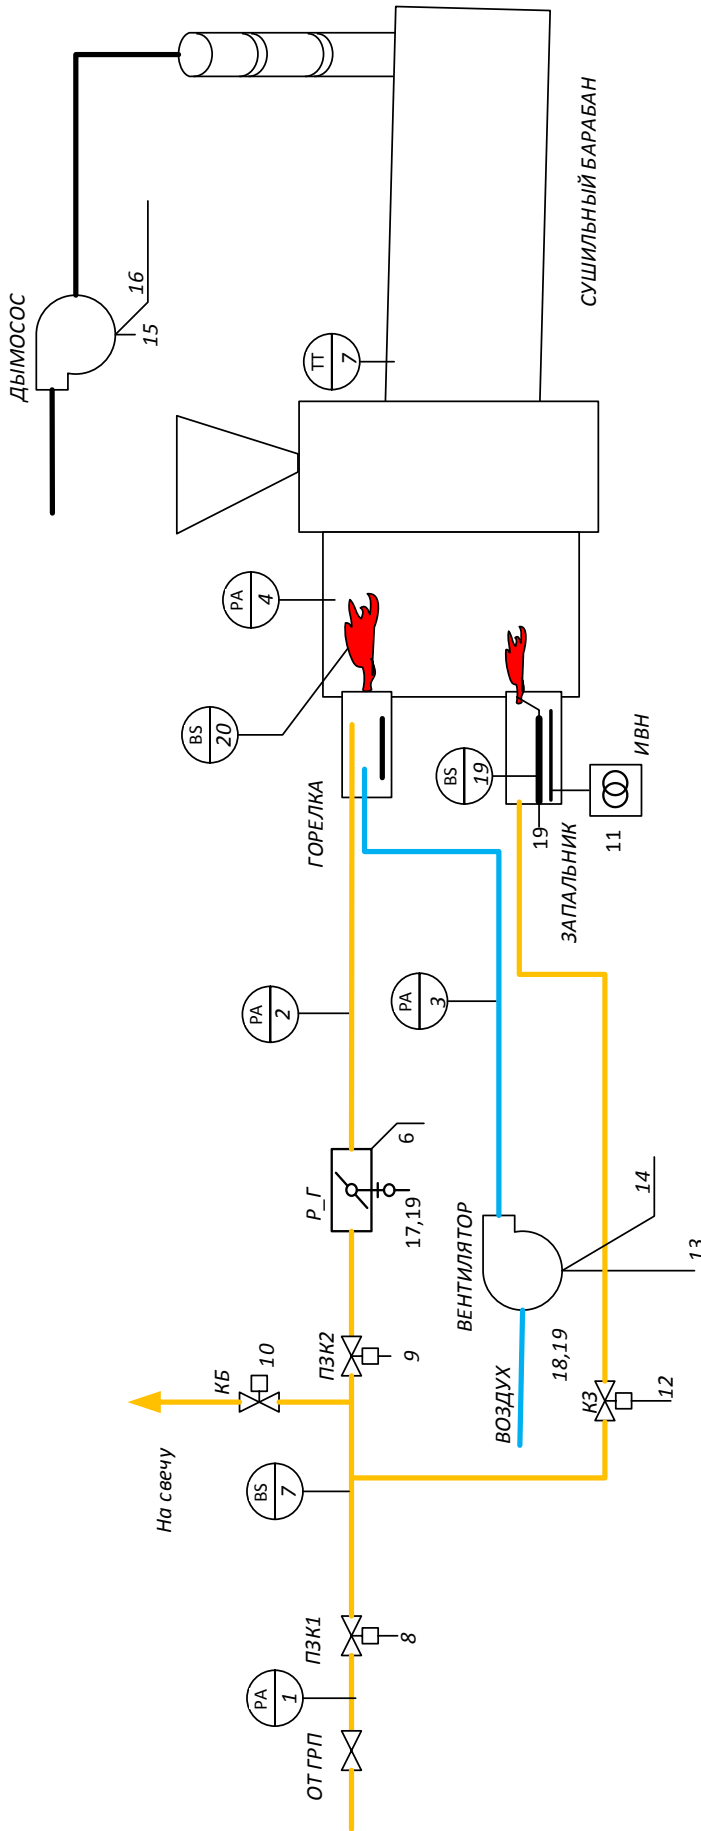 ДЫМОСОС
16
15
СУШИЛЬНЫЙ БАРАБАН
TT
7
PA
4
BS
20
ГОРЕЛКА
BS
19
19
ЗАПАЛЬНИК
11
ИВН
PA
2
PA
3
Р_Г
6
17,19
ВЕНТИЛЯТОР
14
13
18,19
ВОЗДУХ
ПЗК2
9
КБ
10
На свечу
КЗ
12
BS
7
ПЗК1
8
PA
1
ОТ ГРП